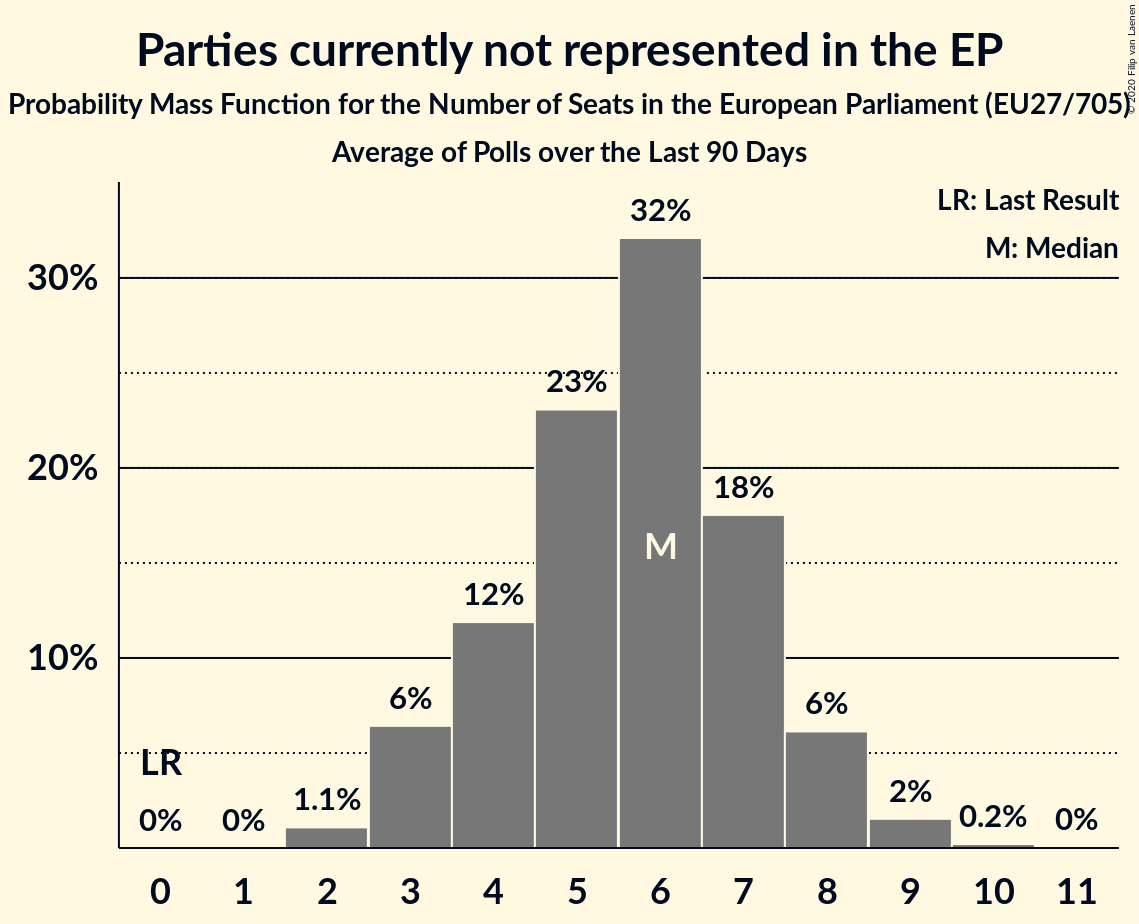 Parties currently not represented in the EP
Probability Mass Function for the Number of Seats in the European Parliament (EU27/705)
Average of Polls over the Last 90 Days
© 2020 Filip van Laenen
LR: Last Result
M: Median
30%
20%
10%
LR
0%
0%
1.1%
6%
12%
23%
32%
M
18%
6%
2%
0.2%
0%
0 1 2 3 4 5 6 7 8 9 10 11